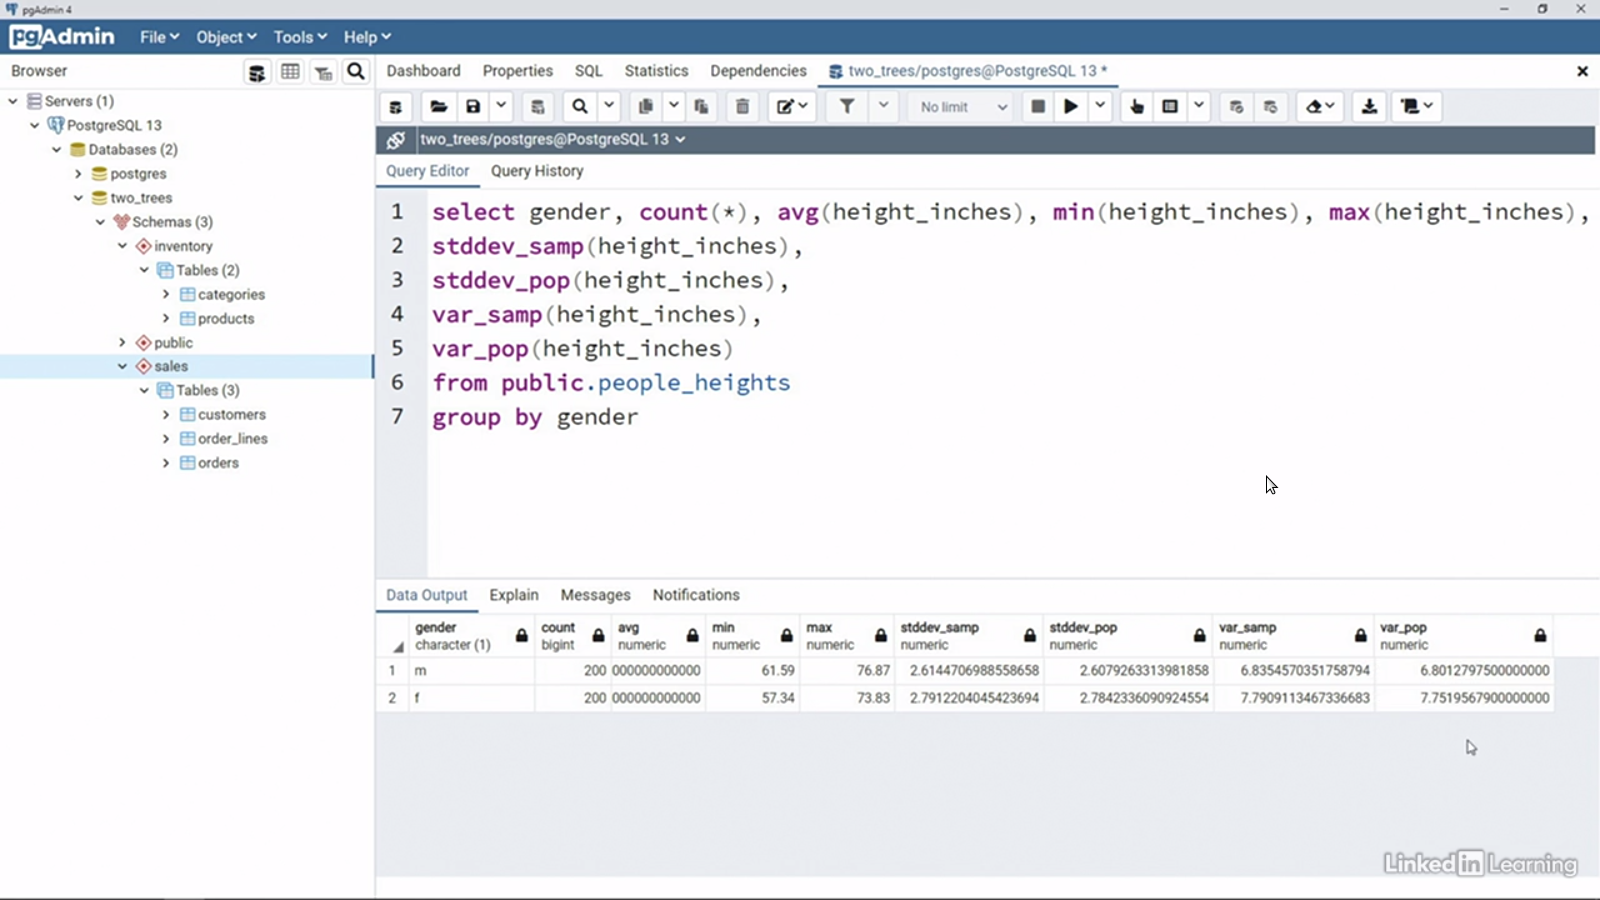 pgAdmin 4
pgAdmin File Object Tools Help
Browser
Dashboard Properties SQL Statistics Dependencies two_trees/postgres@PostgreSQL 13 *
No limit
two_trees/postgres@PostgreSQL 13
Query Editor Query History
Servers (1)
PostgreSQL 13
Databases (2)
postgres
two_trees
Schemas (3)
inventory
Tables (2)
categories
products
public
sales
Tables (3)
customers
order_lines
orders
1 select gender, count(*), avg(height_inches), min(height_inches), max(height_inches),
2 stddev_samp(height_inches),
3 stddev_pop(height_inches),
4 var_samp(height_inches),
5 var_pop(height_inches)
6 from public.people_heights
7 group by gender
Data Output Explain Messages Notifications
gender count avg min max stddev_samp stddev_pop var_samp var_pop
character (1) bigint numeric numeric numeric numeric numeric numeric numeric
1 m 200 000000000000 61.59 76.87 2.6144706988558658 2.6079263313981858 6.8354570351758794 6.8012797500000000
2 f 200 000000000000 57.34 73.83 2.7912204045423694 2.7842336090924554 7.7909113467336683 7.7519567900000000
Linked in Learning